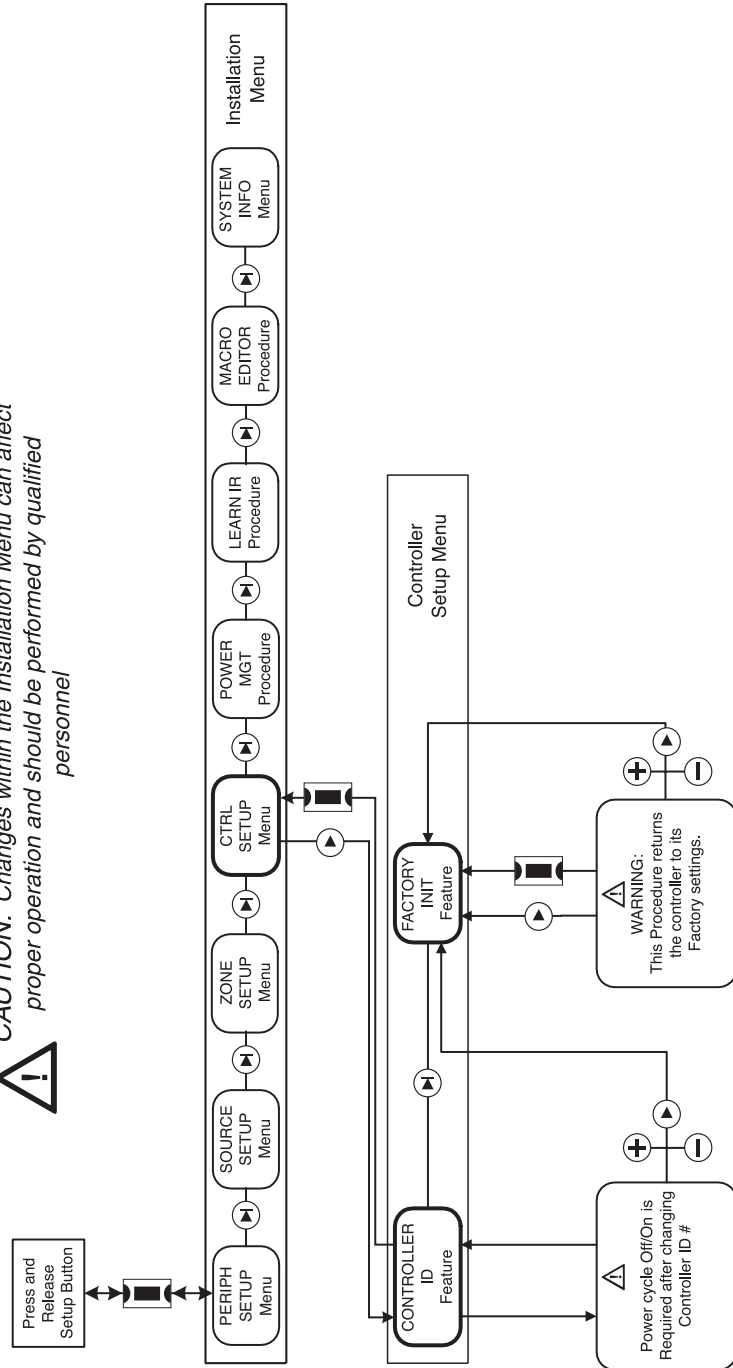 CAUTION: Changes within the Installation Menu can affect
proper operation and should be performed by qualified
personnel
Press and
Release
Setup Button
PERIPH
SETUP
Menu
SOURCE
SETUP
Menu
ZONE
SETUP
Menu
CTRL
SETUP
Menu
POWER
MGT
Procedure
LEARN IR
Procedure
MACRO
EDITOR
Procedure
SYSTEM
INFO
Menu
Installation
Menu
CONTROLLER
ID
Feature
FACTORY
INIT
Feature
Controller
Setup Menu
Power cycle Off/On is
Required after changing
Controller ID #
WARNING:
This Procedure returns
the controller to its
Factory settings.